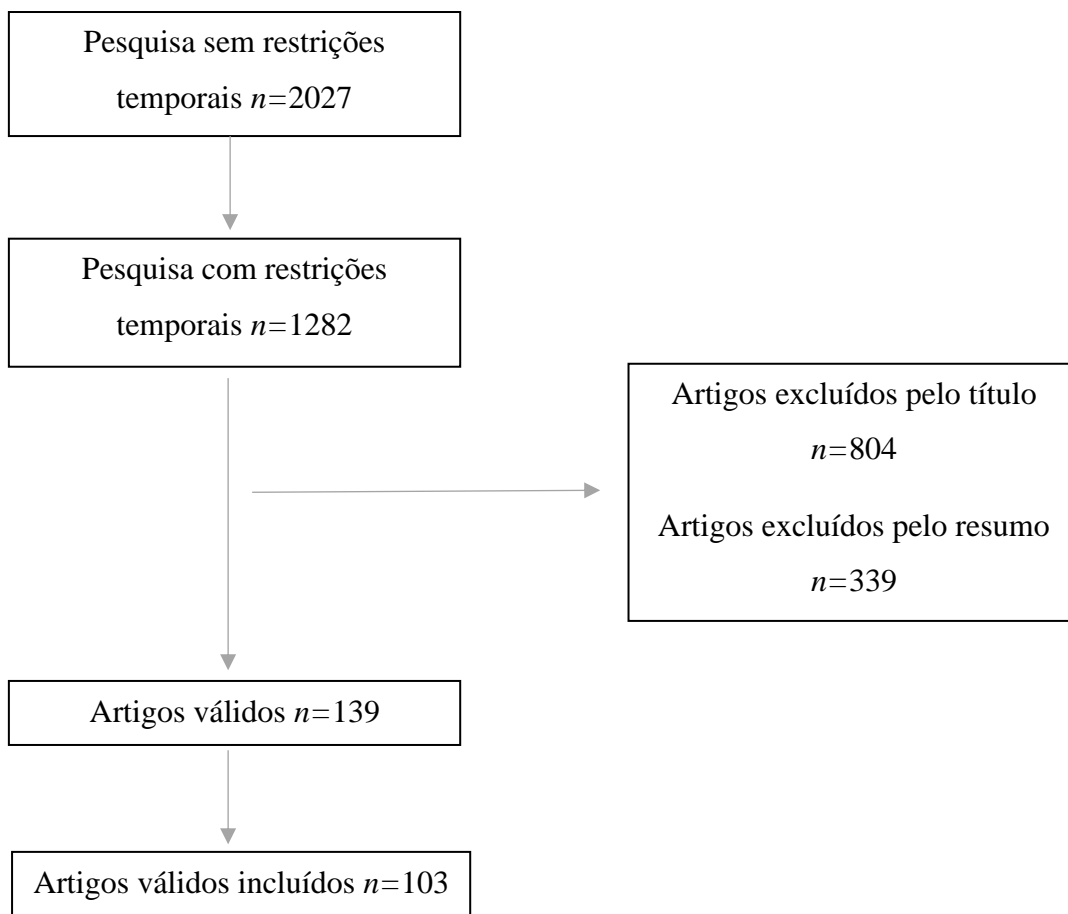 Pesquisa sem restrições
temporais n=2027
Pesquisa com restrições
temporais n=1282
Artigos excluídos pelo título
n=804
Artigos excluídos pelo resumo
n=339
Artigos válidos n=139
Artigos válidos incluídos n=103